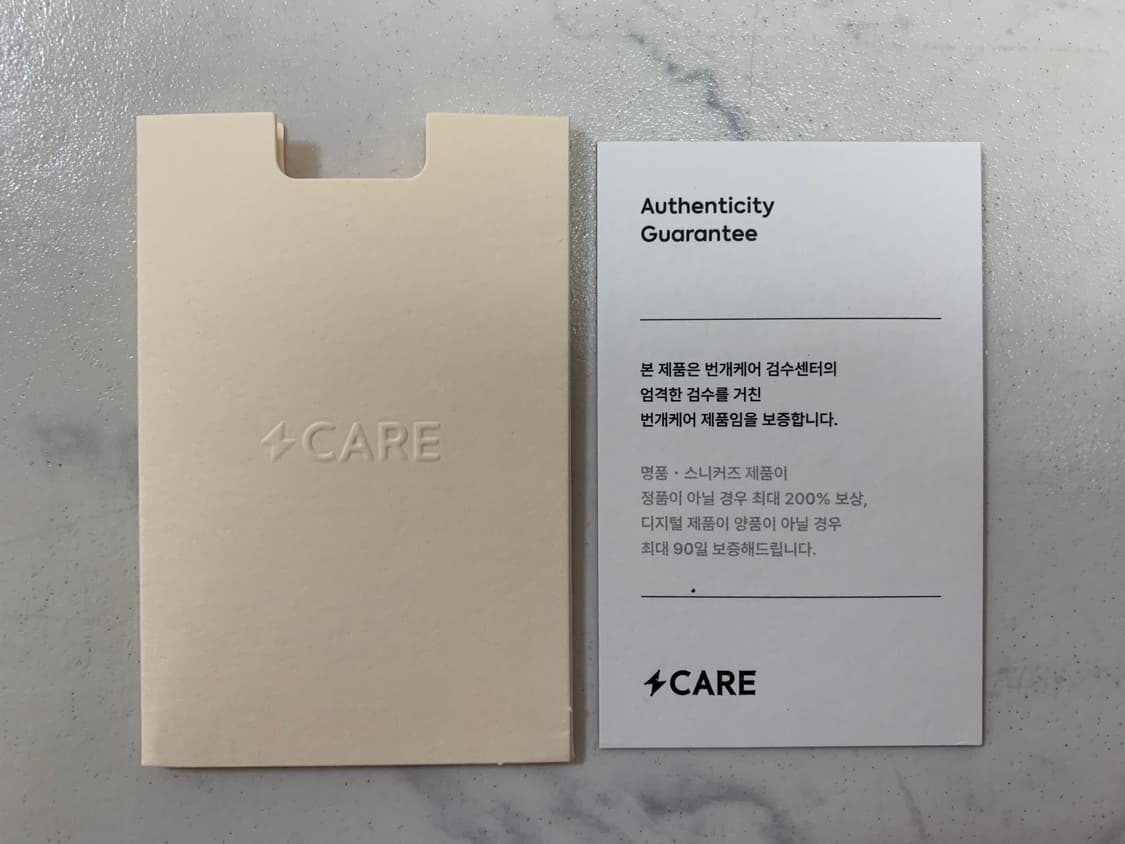 CARE
Authenticity
Guarantee
본 제품은 번개케어 검수센터의
엄격한 검수를 거친
번개케어 제품임을 보증합니다.
명품 · 스니커즈 제품이
정품이 아닐 경우 최대 200% 보상,
디지털 제품이 양품이 아닐 경우
최대 90일 보증해드립니다.
CARE